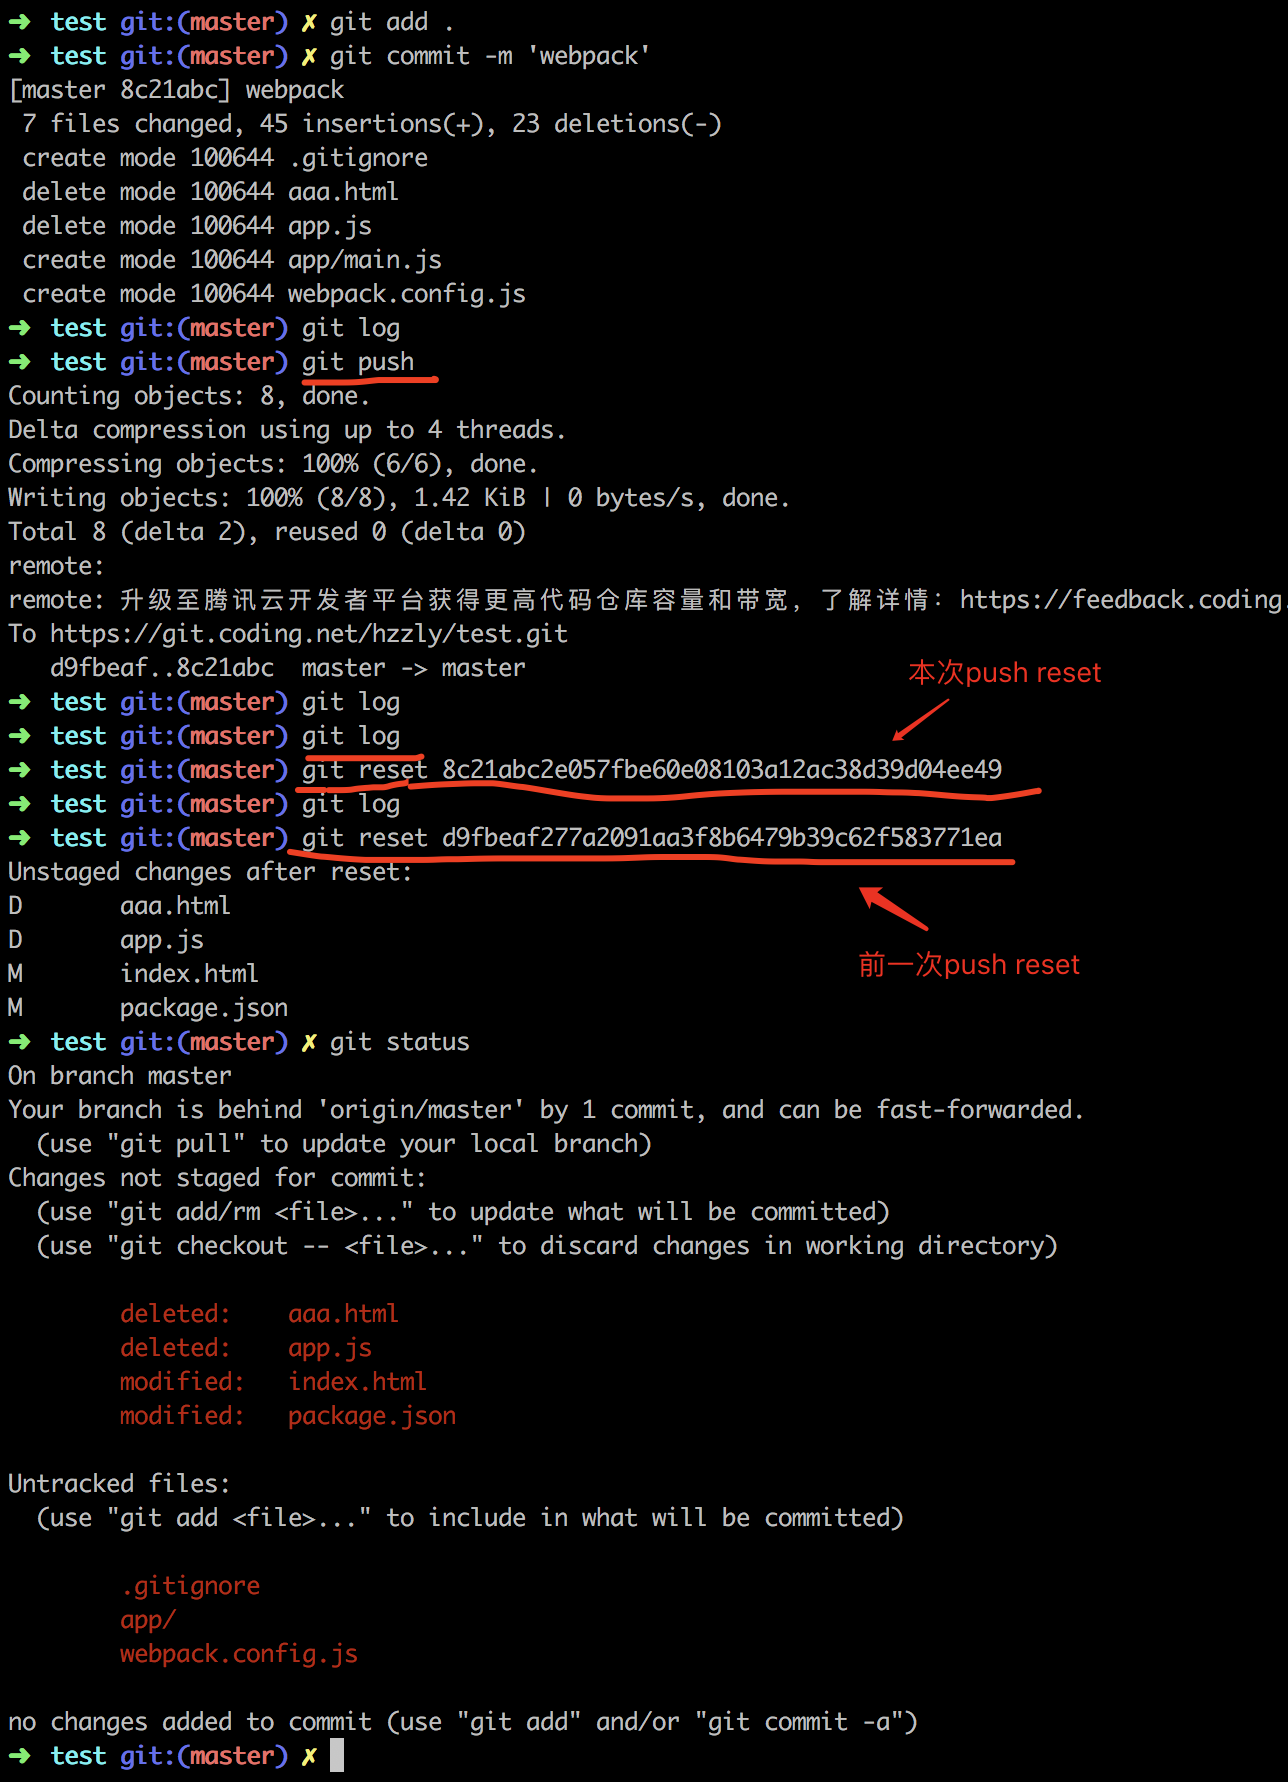 ➜ test git:(master) ✗ git add .
➜ test git:(master) ✗ git commit -m 'webpack'
[master 8c21abc] webpack
7 files changed, 45 insertions(+), 23 deletions(-)
create mode 100644 .gitignore
delete mode 100644 aaa.html
delete mode 100644 app.js
create mode 100644 app/main.js
create mode 100644 webpack.config.js
➜ test git:(master) git log
➜ test git:(master) git push
Counting objects: 8, done.
Delta compression using up to 4 threads.
Compressing objects: 100% (6/6), done.
Writing objects: 100% (8/8), 1.42 KiB | 0 bytes/s, done.
Total 8 (delta 2), reused 0 (delta 0)
remote:
remote: 升级至腾讯云开发者平台获得更高代码仓库容量和带宽，了解详情：https://feedback.coding.
To https://git.coding.net/hzzly/test.git
d9fbeaf..8c21abc master -> master
本次push reset
➜ test git:(master) git log
➜ test git:(master) git log
➜ test git:(master) git reset 8c21abc2e057fbe60e08103a12ac38d39d04ee49
➜ test git:(master) git log
➜ test git:(master) git reset d9fbeaf277a2091aa3f8b6479b39c62f583771ea
Unstaged changes after reset:
D aaa.html
D app.js
前一次push reset
M index.html
M package.json
➜ test git:(master) ✗ git status
On branch master
Your branch is behind 'origin/master' by 1 commit, and can be fast-forwarded.
(use "git pull" to update your local branch)
Changes not staged for commit:
(use "git add/rm <file>..." to update what will be committed)
(use "git checkout -- <file>..." to discard changes in working directory)
deleted: aaa.html
deleted: app.js
modified: index.html
modified: package.json
Untracked files:
(use "git add <file>..." to include in what will be committed)
.gitignore
app/
webpack.config.js
no changes added to commit (use "git add" and/or "git commit -a")
➜ test git:(master) ✗